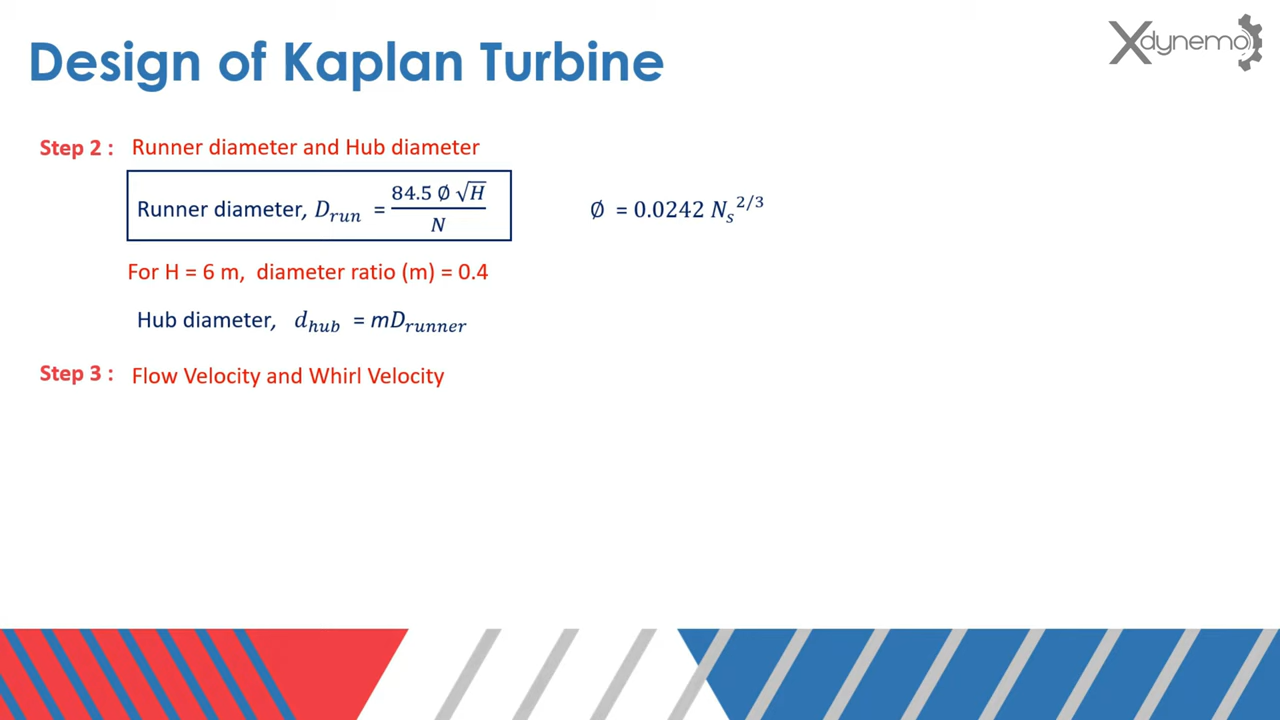 Design of Kaplan Turbine
Xdynemo
Step 2 : Runner diameter and Hub diameter
Runner diameter, D_run = (84.5 ∅ √H) / N
∅ = 0.0242 N_s^2/3
For H = 6 m, diameter ratio (m) = 0.4
Hub diameter, d_hub = mD_runner
Step 3 : Flow Velocity and Whirl Velocity